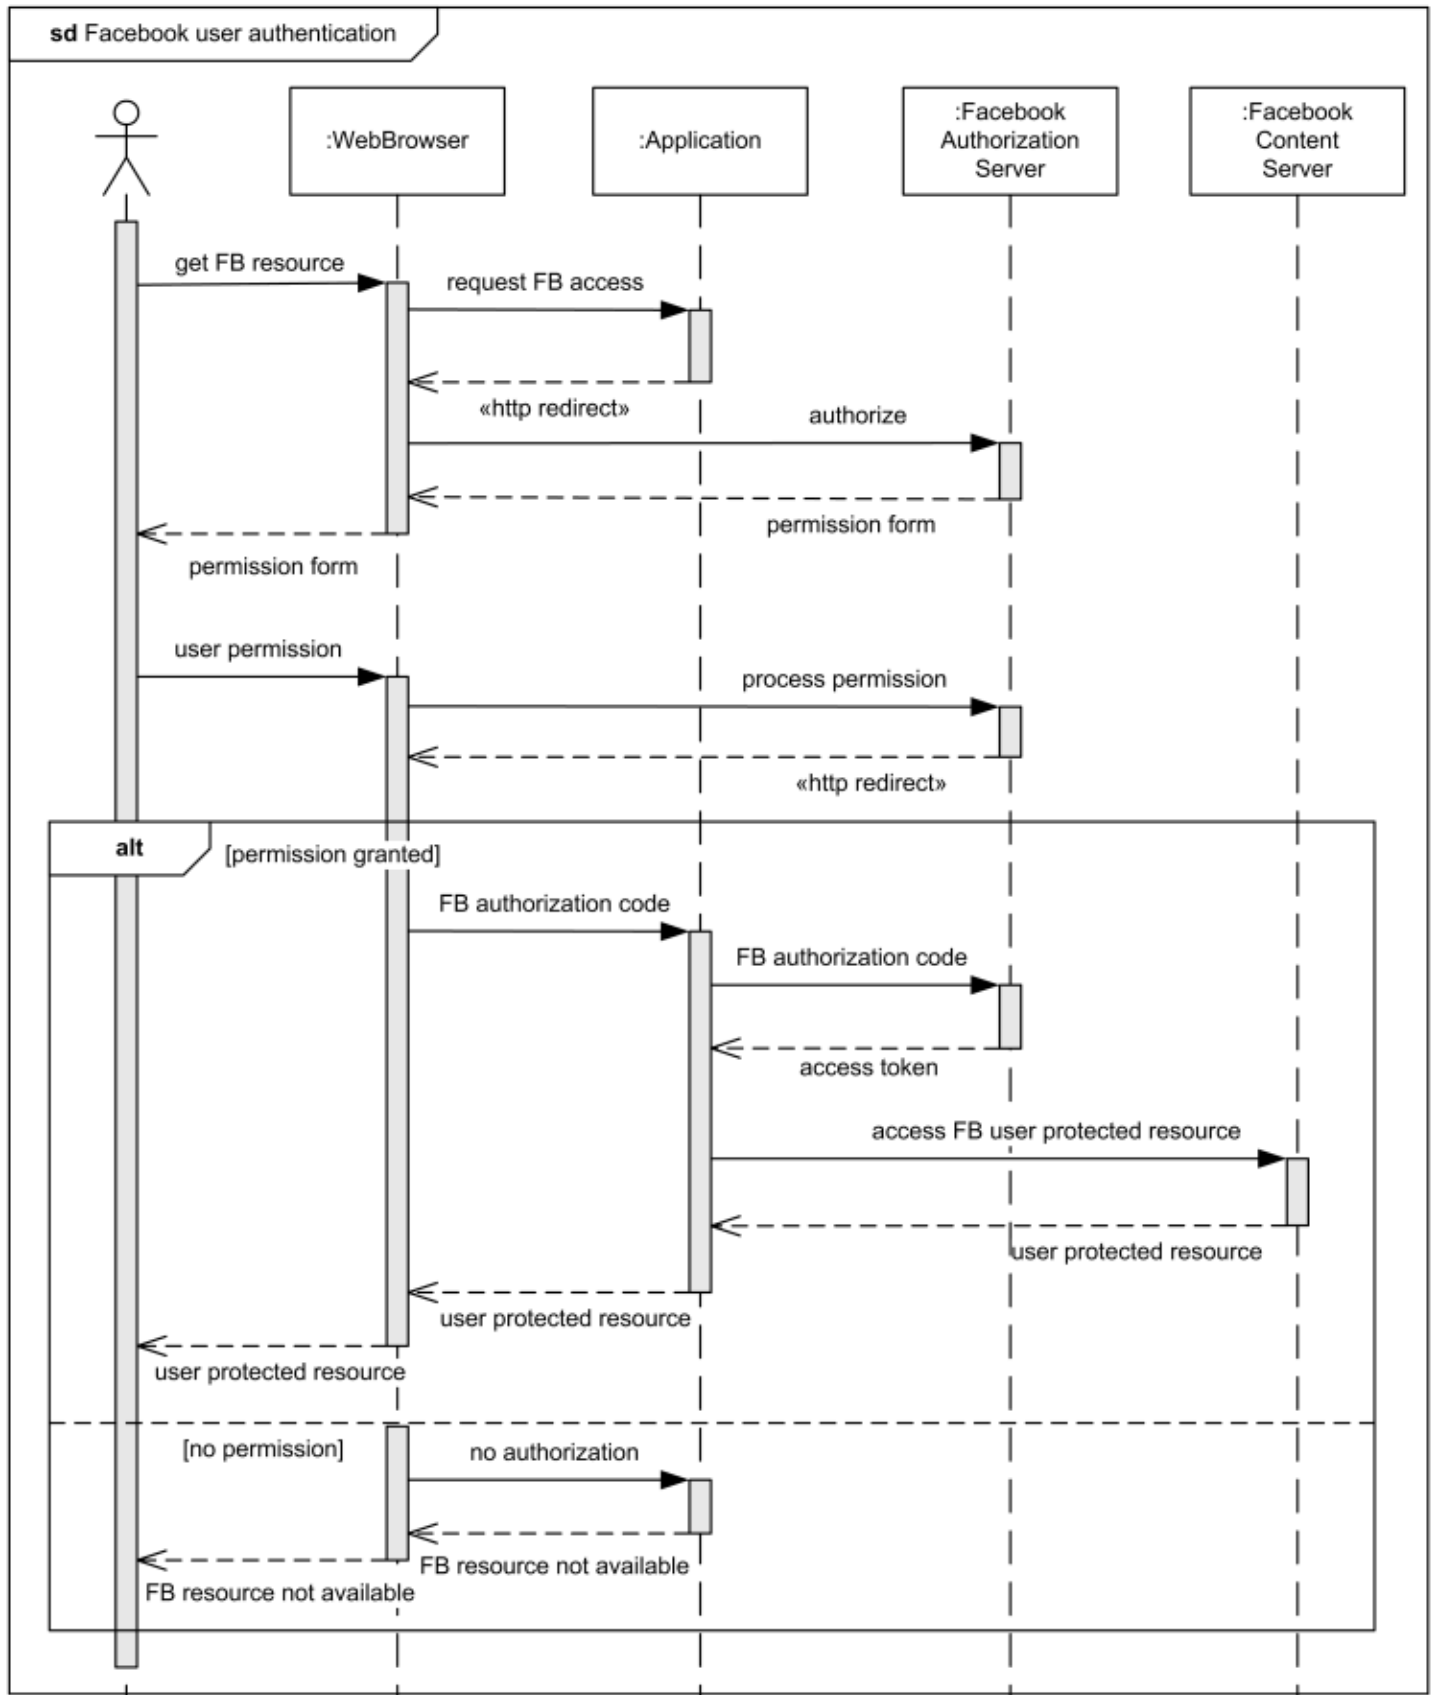 sd Facebook user authentication
:WebBrowser
:Application
:Facebook
Authorization
Server
:Facebook
Content
Server
get FB resource
request FB access
«http redirect»
authorize
permission form
permission form
user permission
process permission
«http redirect»
alt
[permission granted]
FB authorization code
FB authorization code
access token
access FB user protected resource
user protected resource
user protected resource
user protected resource
[no permission]
no authorization
FB resource not available
FB resource not available